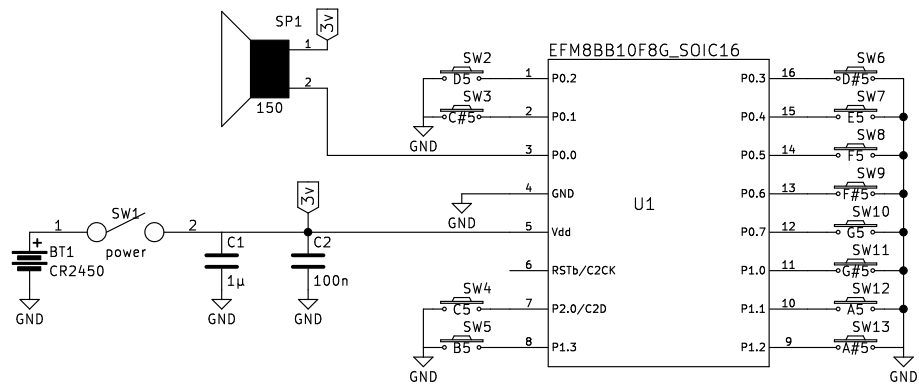 SP1
3v
1
2
150
EFM8BB10F8G_SOIC16
U1
SW2
D5
1
P0.2
SW3
C#5
2
P0.1
GND
3
P0.0
4
GND
GND
3v
5
Vdd
6
RSTb/C2CK
SW4
C5
7
P2.0/C2D
SW5
B5
8
P1.3
GND
P0.3
16
SW6
D#5
P0.4
15
SW7
E5
P0.5
14
SW8
F5
P0.6
13
SW9
F#5
P0.7
12
SW10
G5
P1.0
11
SW11
G#5
P1.1
10
SW12
A5
P1.2
9
SW13
A#5
GND
1
SW1
2
power
+
BT1
CR2450
GND
C1
1µ
GND
C2
100n
GND